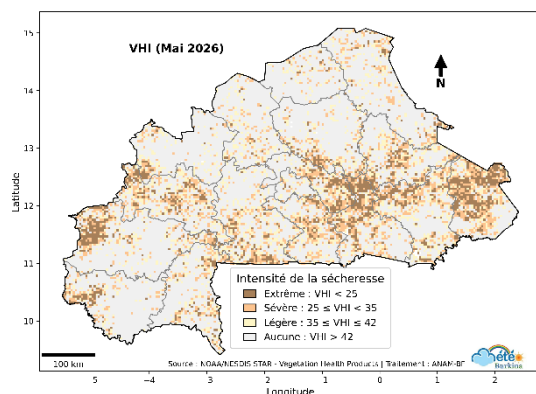 VHI (Mai 2026)
N
15
14
13
12
11
10
Latitude
Intensité de la sécheresse
Extrême : VHI < 25
Sévère : 25 ≤ VHI < 35
Légère : 35 ≤ VHI ≤ 42
Aucune : VHI > 42
100 km
Source : NOAA/NESDIS STAR - Vegetation Health Products | Traitement : ANAM-BF
météo
Burkina
5 −4 −3 −2 −1 0 1 2
Longitude